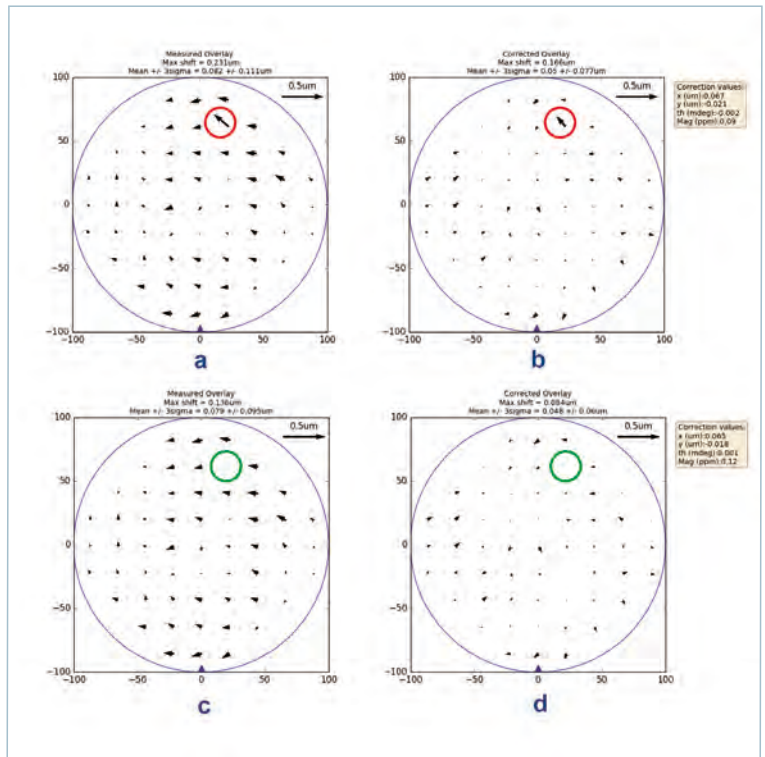 Measured Overlay
Max shift = 0.231um
Mean +/- 3sigma = 0.082 +/- 0.111um
0.5um
100
50
0
−50
−100
−100 −50 0 50 100
a
Corrected Overlay
Max shift = 0.166um
Mean +/- 3sigma = 0.05 +/- 0.077um
0.5um
100
50
0
−50
−100
−100 −50 0 50 100
b
Correction values:
x (um):0.067
y (um):-0.021
th (mdeg):-0.002
Mag (ppm):0.09
Measured Overlay
Max shift = 0.136um
Mean +/- 3sigma = 0.079 +/- 0.095um
0.5um
100
50
0
−50
−100
−100 −50 0 50 100
c
Corrected Overlay
Max shift = 0.084um
Mean +/- 3sigma = 0.048 +/- 0.06um
0.5um
100
50
0
−50
−100
−100 −50 0 50 100
d
Correction values:
x (um):0.065
y (um):-0.018
th (mdeg):0.001
Mag (ppm):0.12